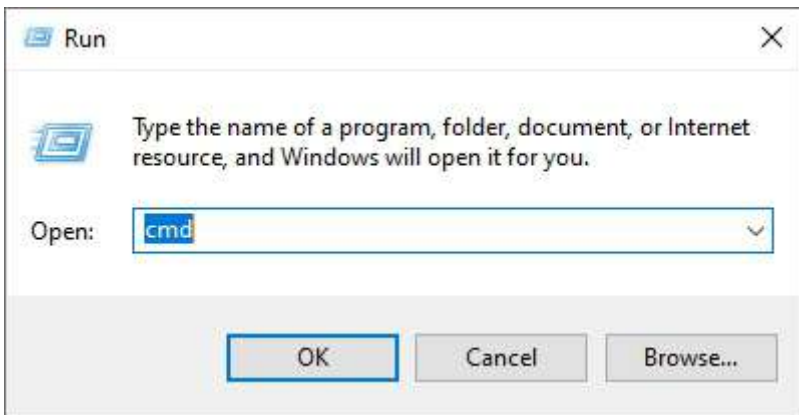 Run
Type the name of a program, folder, document, or Internet
resource, and Windows will open it for you.
Open: cmd
OK Cancel Browse...